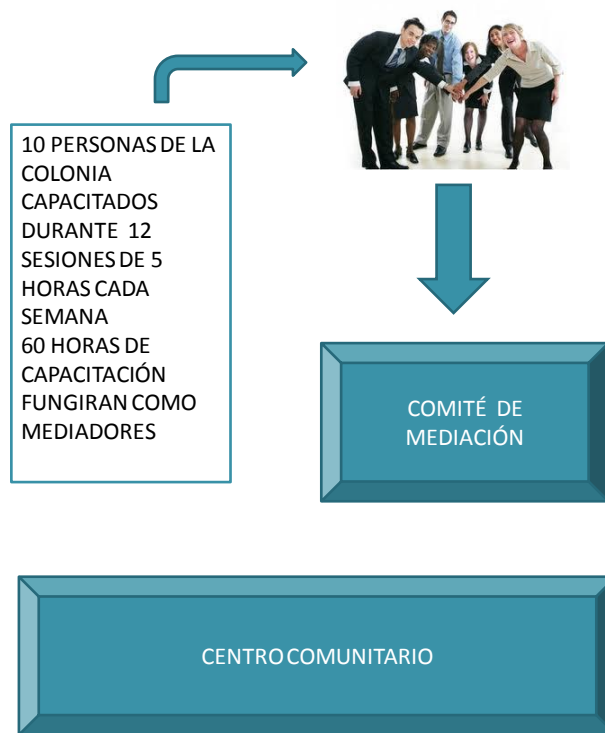 10 PERSONAS DE LA
COLONIA
CAPACITADOS
DURANTE 12
SESIONES DE 5
HORAS CADA
SEMANA
60 HORAS DE
CAPACITACIÓN
FUNGIRAN COMO
MEDIADORES
COMITÉ DE
MEDIACIÓN
CENTRO COMUNITARIO